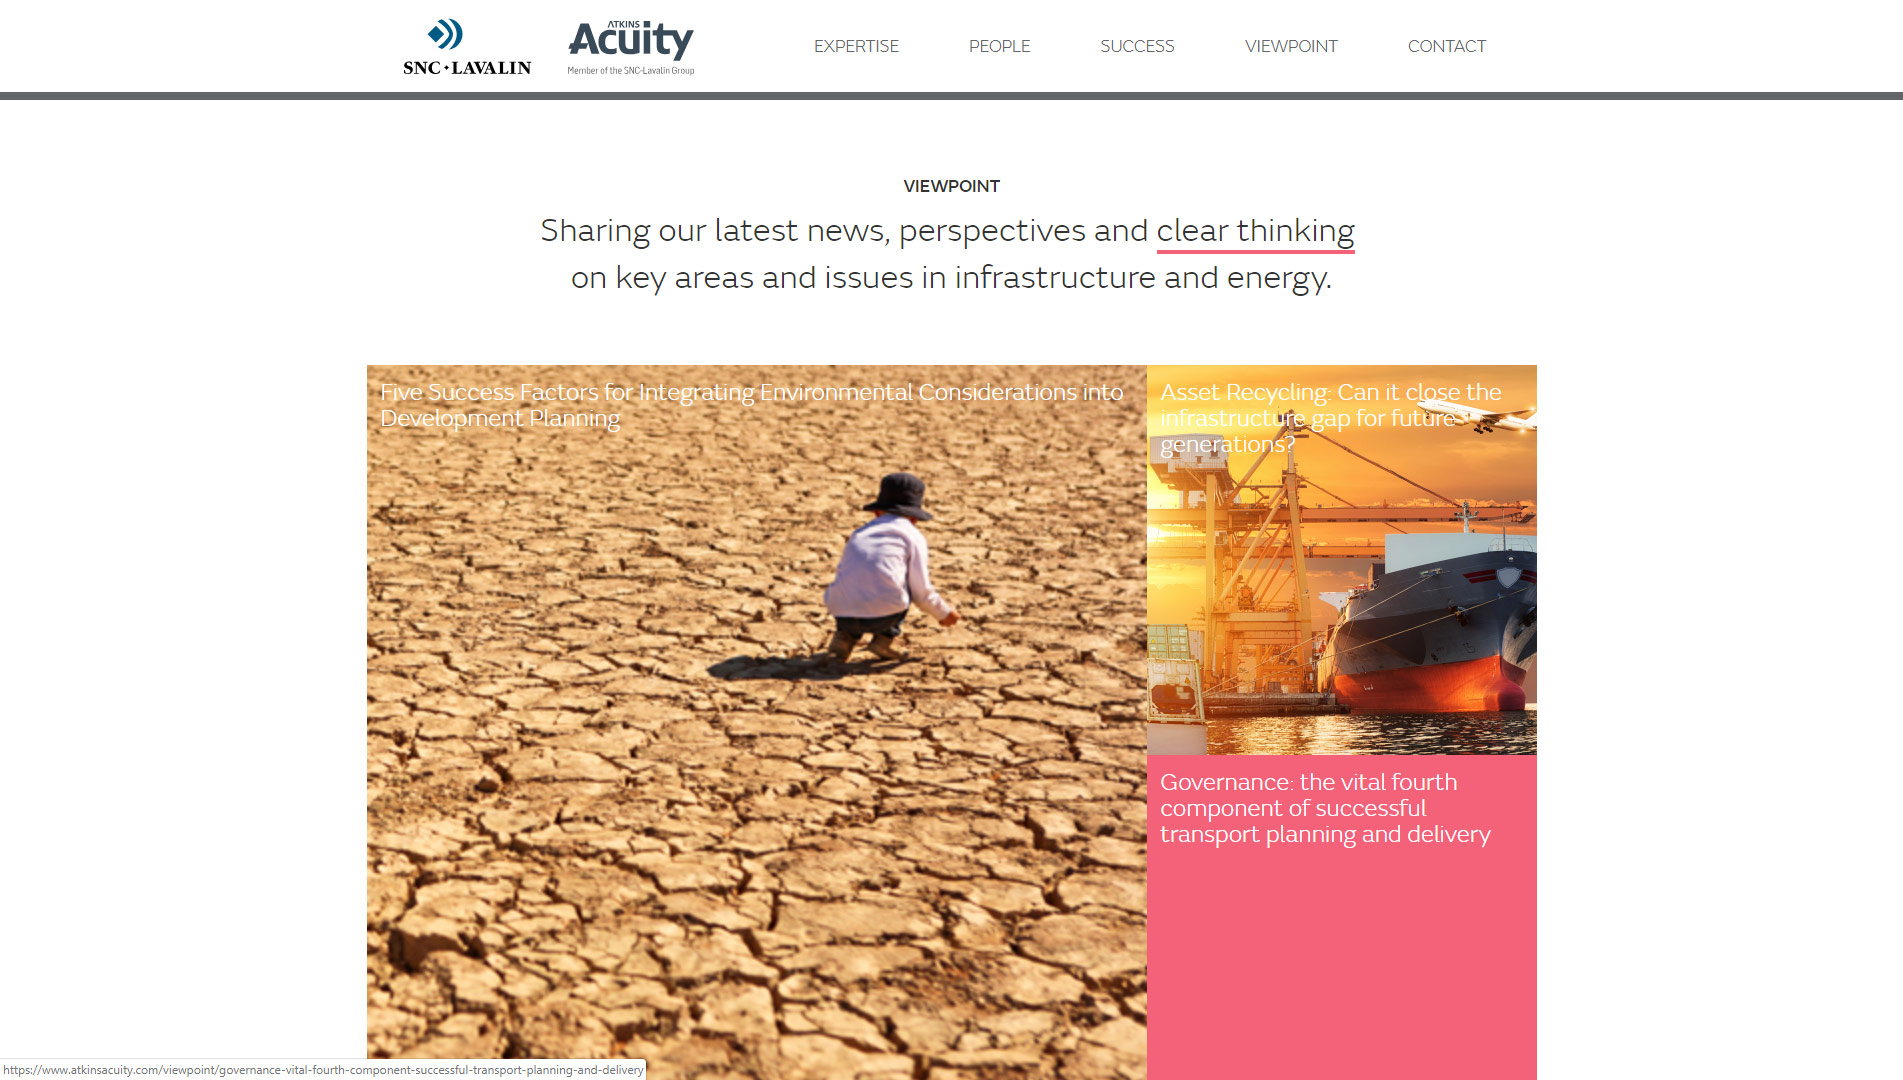 SNC·LAVALIN
ATKINS
Acuity
Member of the SNC-Lavalin Group
EXPERTISE
PEOPLE
SUCCESS
VIEWPOINT
CONTACT
VIEWPOINT
Sharing our latest news, perspectives and clear thinking
on key areas and issues in infrastructure and energy.
Five Success Factors for Integrating Environmental Considerations into
Development Planning
Asset Recycling: Can it close the
infrastructure gap for future
generations?
Governance: the vital fourth
component of successful
transport planning and delivery
https://www.atkinsacuity.com/viewpoint/governance-vital-fourth-component-successful-transport-planning-and-delivery